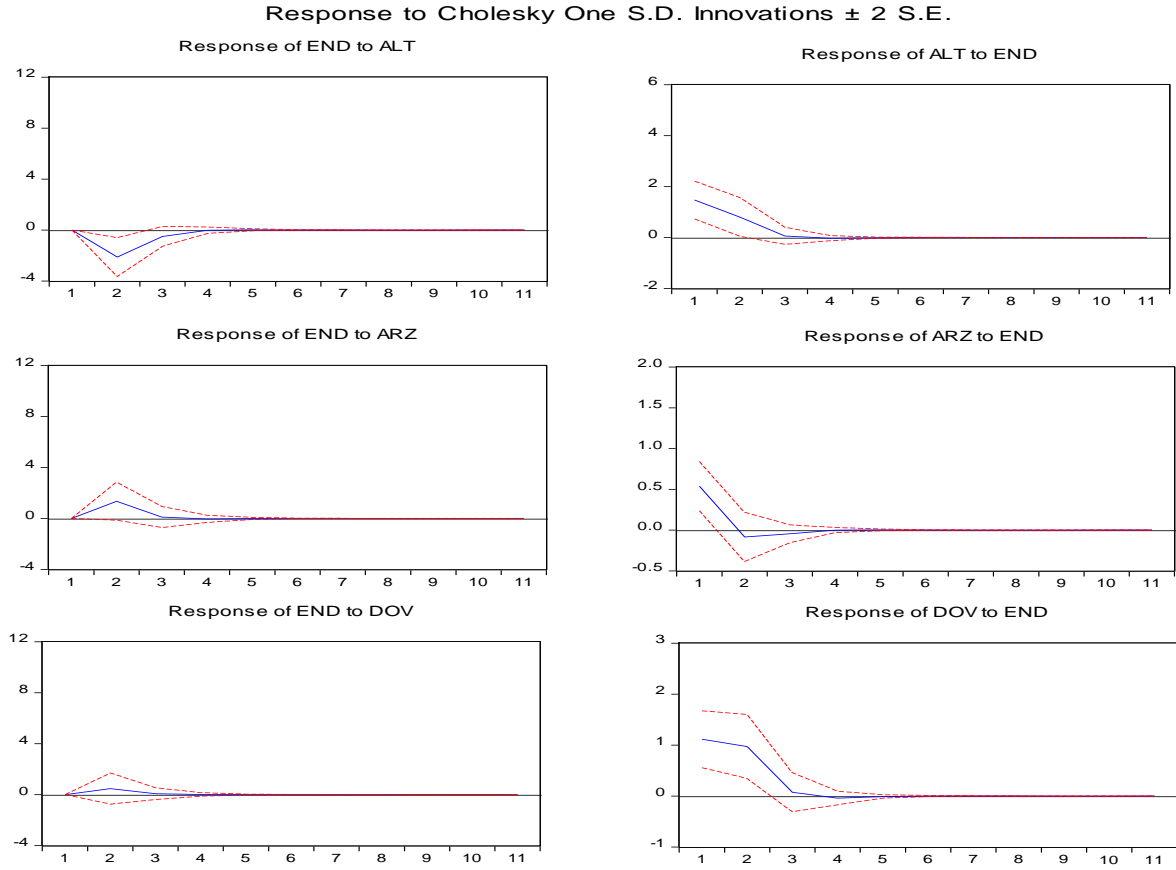 Response to Cholesky One S.D. Innovations ± 2 S.E.
Response of END to ALT
12
8
4
0
-4
1 2 3 4 5 6 7 8 9 10 11
Response of ALT to END
6
4
2
0
-2
1 2 3 4 5 6 7 8 9 10 11
Response of END to ARZ
12
8
4
0
-4
1 2 3 4 5 6 7 8 9 10 11
Response of ARZ to END
2.0
1.5
1.0
0.5
0.0
-0.5
1 2 3 4 5 6 7 8 9 10 11
Response of END to DOV
12
8
4
0
-4
1 2 3 4 5 6 7 8 9 10 11
Response of DOV to END
3
2
1
0
-1
1 2 3 4 5 6 7 8 9 10 11